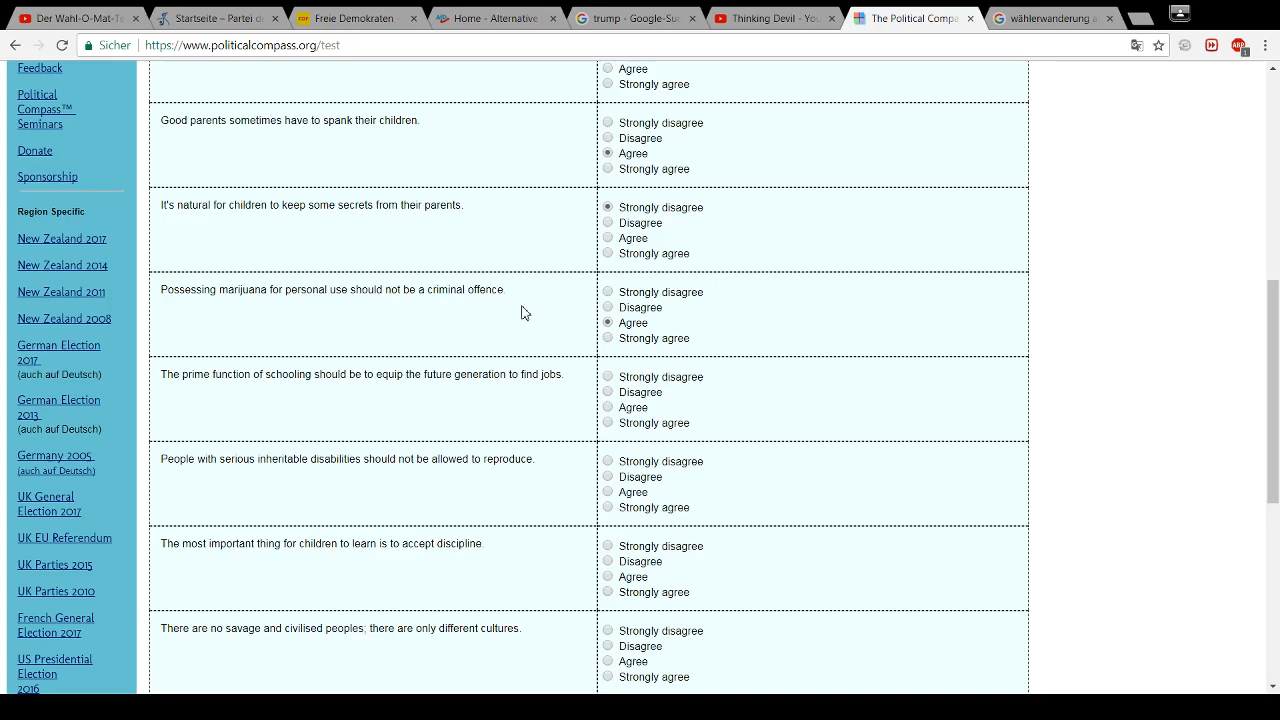 Der Wahl-O-Mat-Te
Startseite – Partei de
Freie Demokraten -
Home - Alternative
trump - Google-Suc
Thinking Devil - You
The Political Compa
wählerwanderung a
Sicher
https://www.politicalcompass.org/test
ABP
1
Feedback
Political
Compass™
Seminars
Donate
Sponsorship
Region Specific
New Zealand 2017
New Zealand 2014
New Zealand 2011
New Zealand 2008
German Election
2017
(auch auf Deutsch)
German Election
2013
(auch auf Deutsch)
Germany 2005
(auch auf Deutsch)
UK General
Election 2017
UK EU Referendum
UK Parties 2015
UK Parties 2010
French General
Election 2017
US Presidential
Election
2016
Agree
Strongly agree
Good parents sometimes have to spank their children.
Strongly disagree
Disagree
Agree
Strongly agree
It's natural for children to keep some secrets from their parents.
Strongly disagree
Disagree
Agree
Strongly agree
Possessing marijuana for personal use should not be a criminal offence.
Strongly disagree
Disagree
Agree
Strongly agree
The prime function of schooling should be to equip the future generation to find jobs.
Strongly disagree
Disagree
Agree
Strongly agree
People with serious inheritable disabilities should not be allowed to reproduce.
Strongly disagree
Disagree
Agree
Strongly agree
The most important thing for children to learn is to accept discipline.
Strongly disagree
Disagree
Agree
Strongly agree
There are no savage and civilised peoples; there are only different cultures.
Strongly disagree
Disagree
Agree
Strongly agree